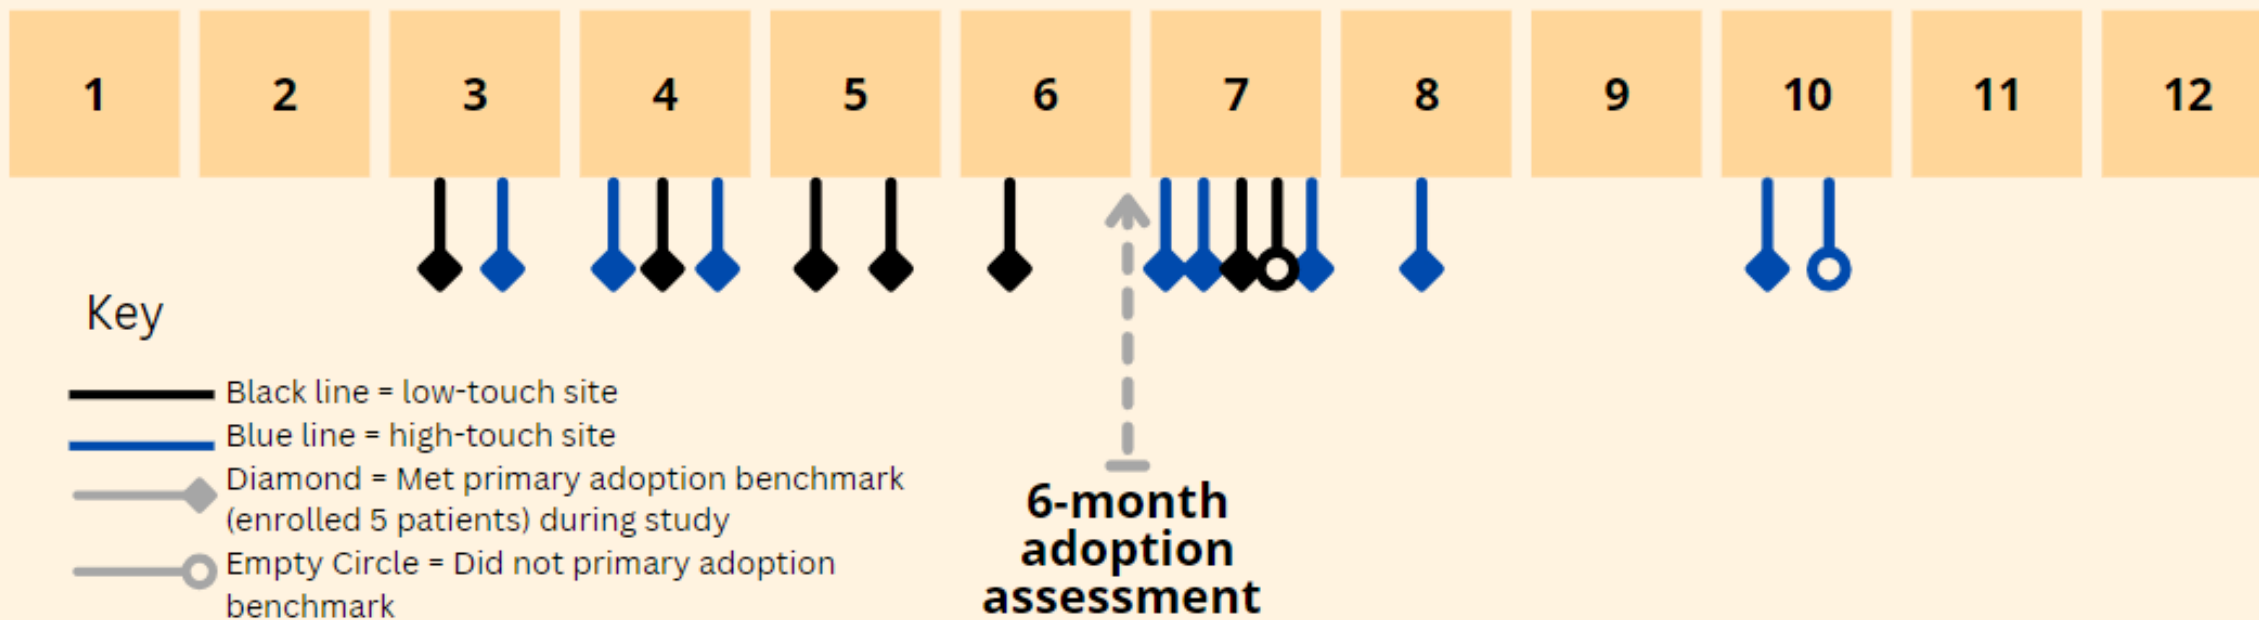 1 2 3 4 5 6 7 8 9 10 11 12
Key
Black line = low-touch site
Blue line = high-touch site
Diamond = Met primary adoption benchmark
(enrolled 5 patients) during study
Empty Circle = Did not primary adoption
benchmark
6-month
adoption
assessment